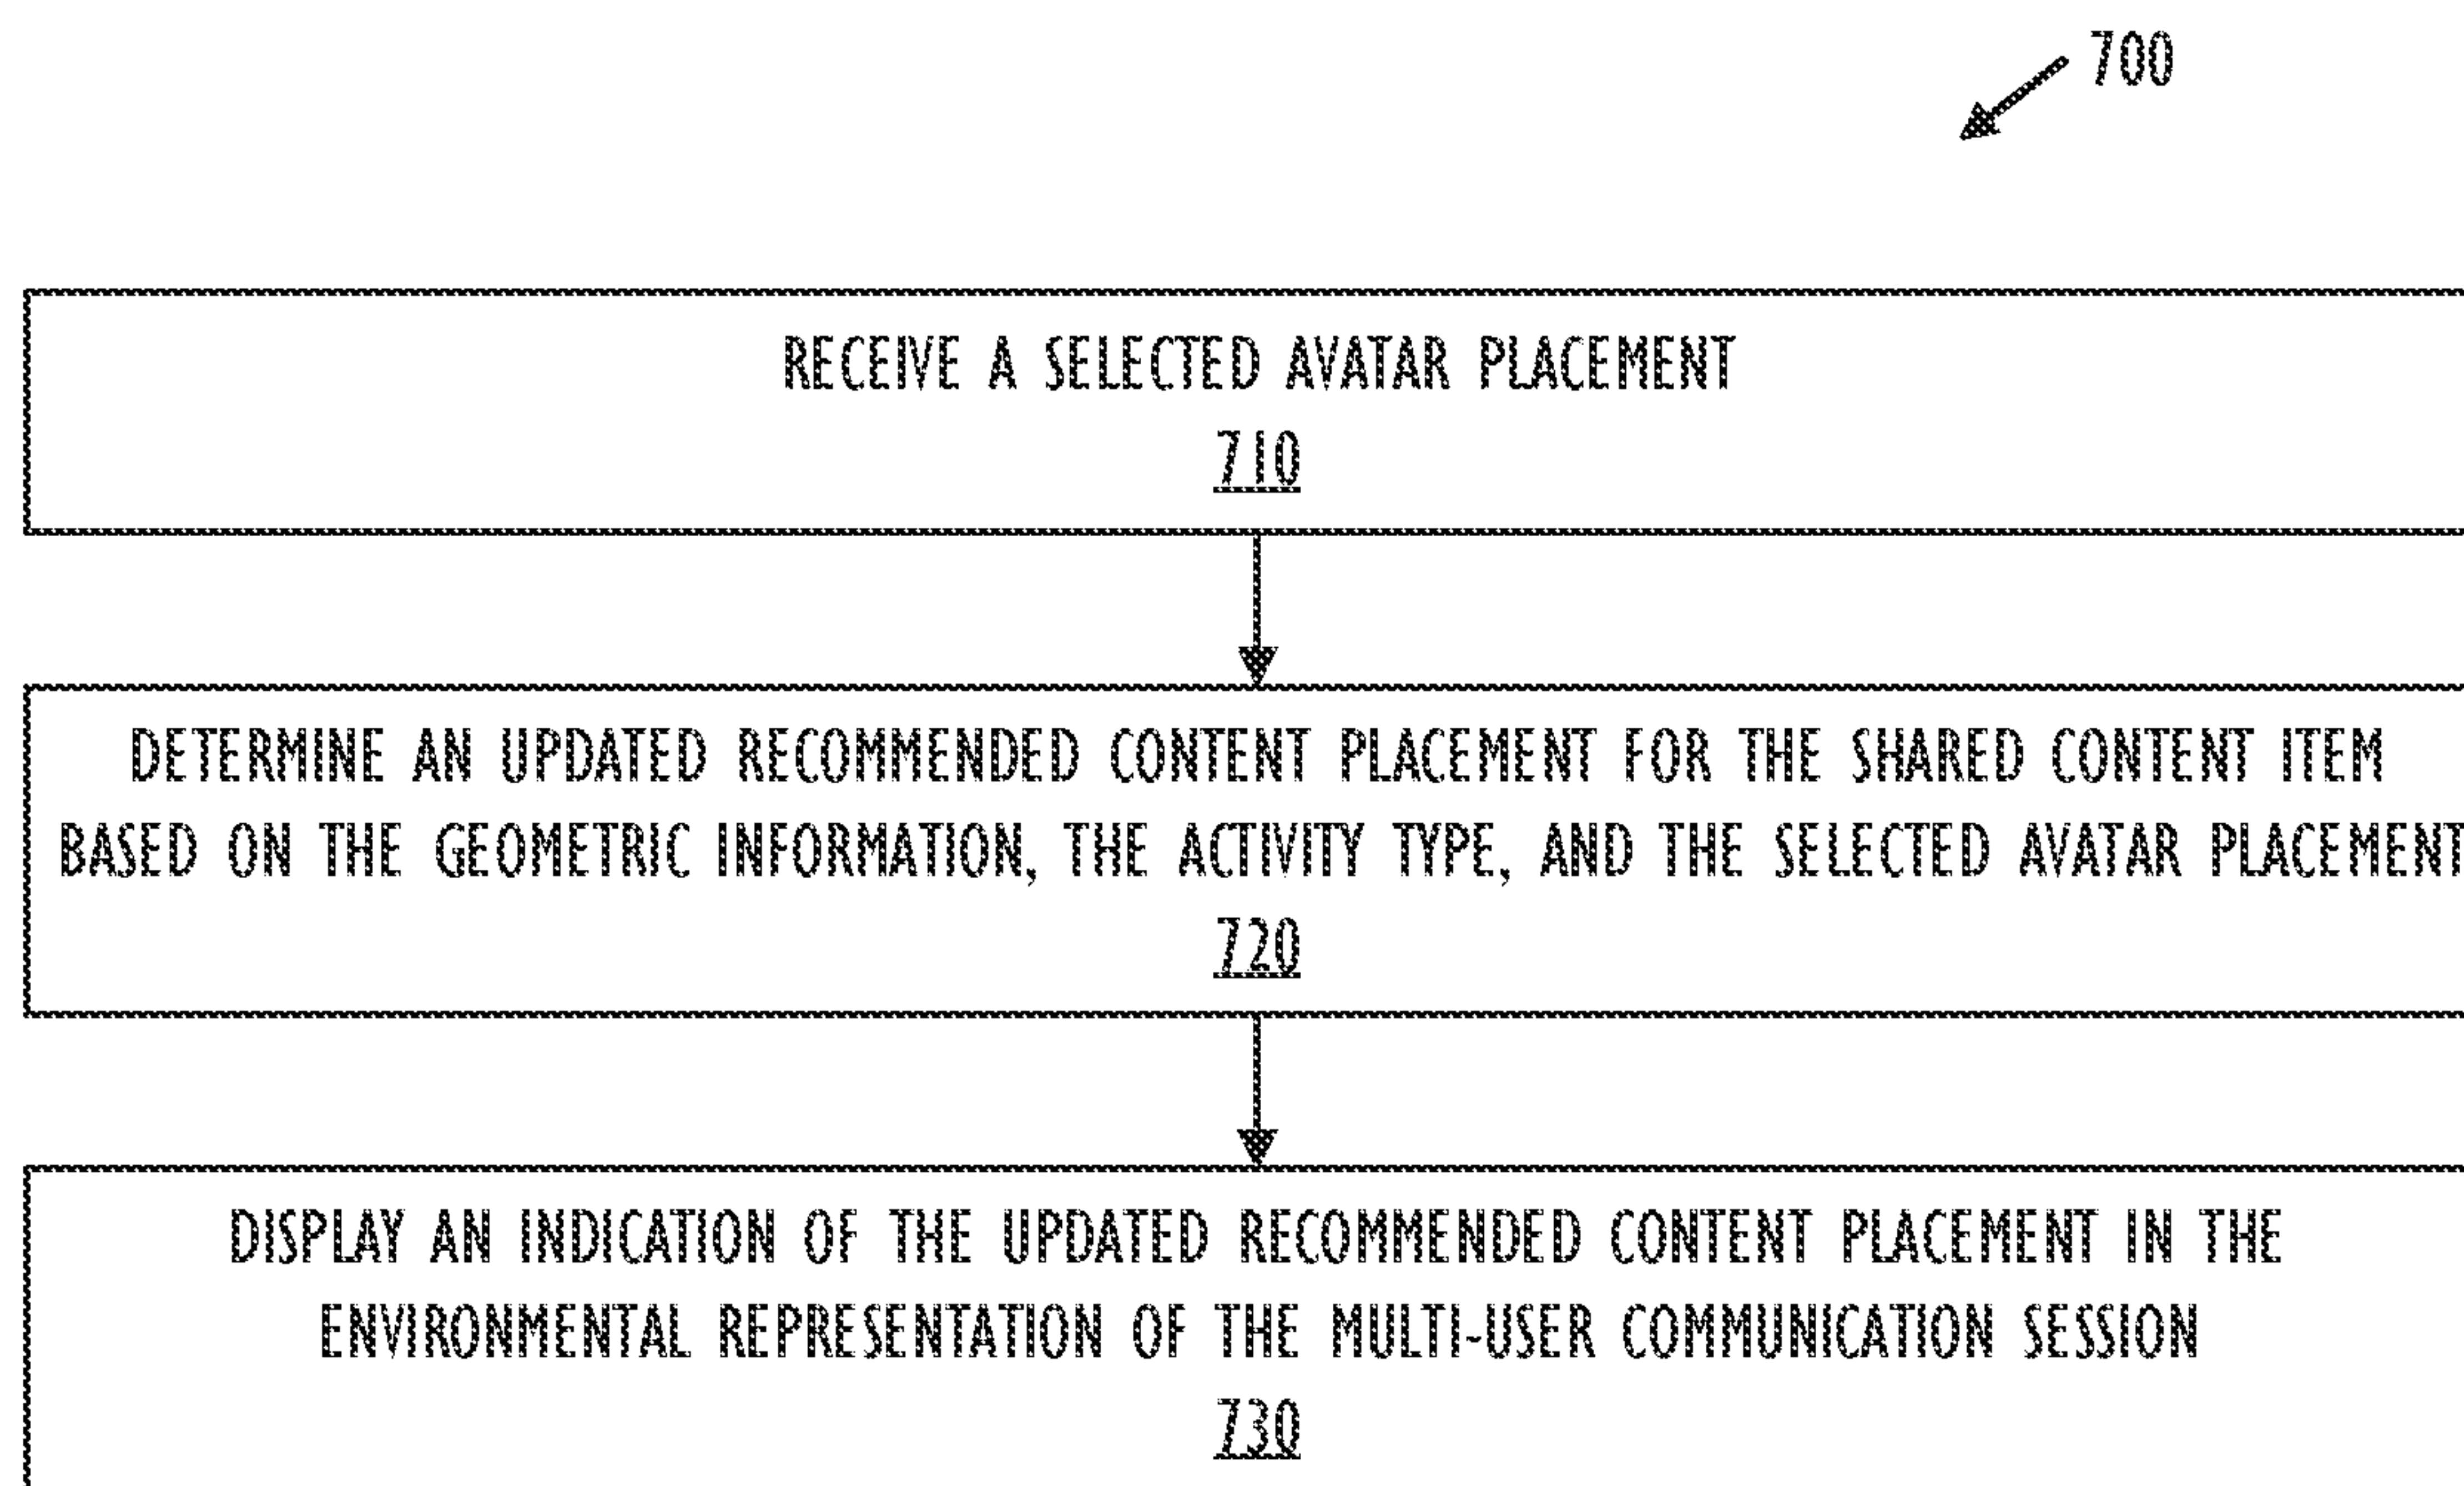 700
RECEIVE A SELECTED AVATAR PLACEMENT
710
DETERMINE AN UPDATED RECOMMENDED CONTENT PLACEMENT FOR THE SHARED CONTENT ITEM
BASED ON THE GEOMETRIC INFORMATION, THE ACTIVITY TYPE, AND THE SELECTED AVATAR PLACEMENT
720
DISPLAY AN INDICATION OF THE UPDATED RECOMMENDED CONTENT PLACEMENT IN THE
ENVIRONMENTAL REPRESENTATION OF THE MULTI-USER COMMUNICATION SESSION
730